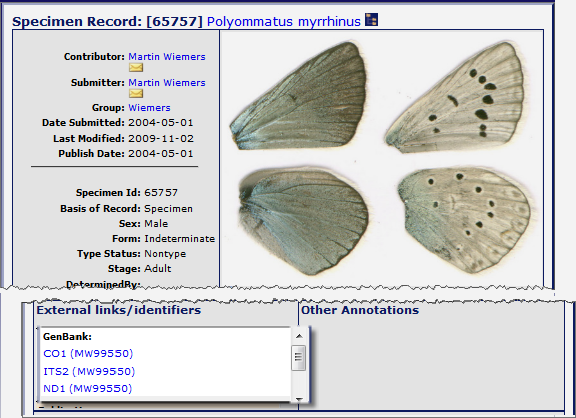 Specimen Record: [65757] Polyommatus myrrhinus
Contributor: Martin Wiemers
Submitter: Martin Wiemers
Group: Wiemers
Date Submitted: 2004-05-01
Last Modified: 2009-11-02
Publish Date: 2004-05-01
Specimen Id: 65757
Basis of Record: Specimen
Sex: Male
Form: Indeterminate
Type Status: Nontype
Stage: Adult
DeterminedBy:
External links/identifiers
Other Annotations
GenBank:
CO1 (MW99550)
ITS2 (MW99550)
ND1 (MW99550)